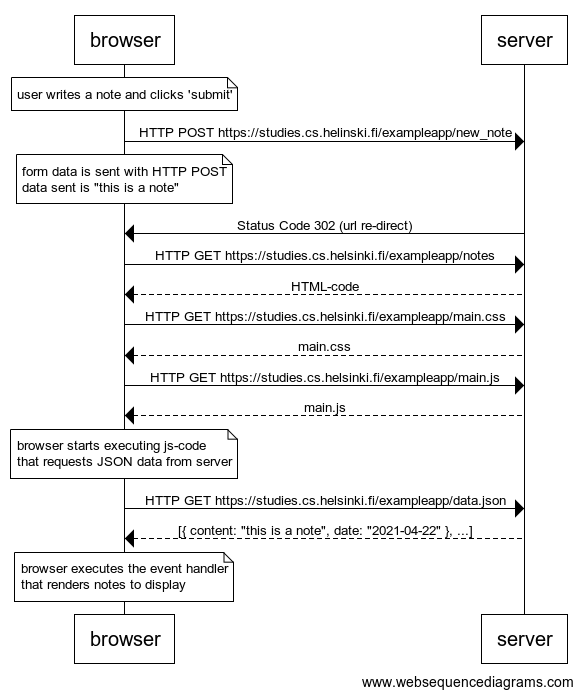 browser
server
user writes a note and clicks 'submit'
HTTP POST https://studies.cs.helinski.fi/exampleapp/new_note
form data is sent with HTTP POST
data sent is "this is a note"
Status Code 302 (url re-direct)
HTTP GET https://studies.cs.helsinki.fi/exampleapp/notes
HTML-code
HTTP GET https://studies.cs.helsinki.fi/exampleapp/main.css
main.css
HTTP GET https://studies.cs.helsinki.fi/exampleapp/main.js
main.js
browser starts executing js-code
that requests JSON data from server
HTTP GET https://studies.cs.helsinki.fi/exampleapp/data.json
[{ content: "this is a note", date: "2021-04-22" }, ...]
browser executes the event handler
that renders notes to display
browser
server
www.websequencediagrams.com